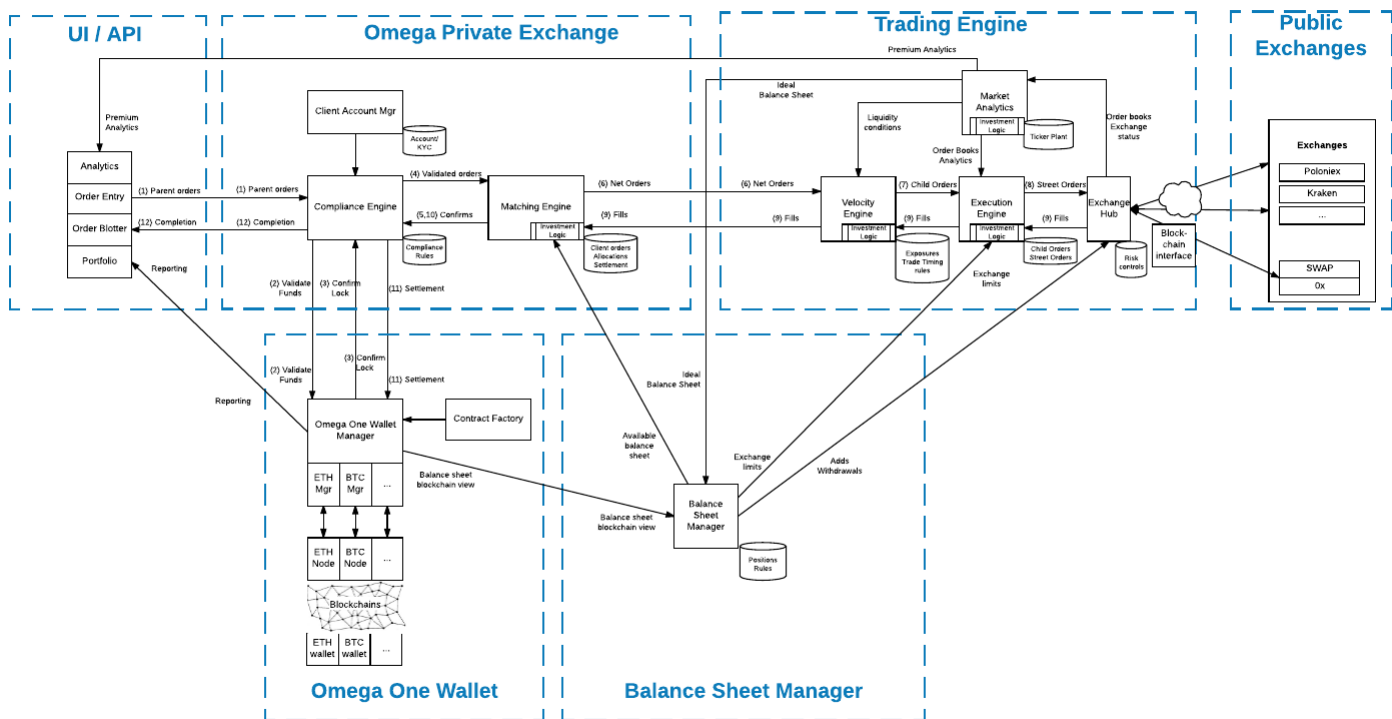 UI / API
Omega Private Exchange
Trading Engine
Public
Exchanges
Premium Analytics
Ideal
Balance Sheet
Premium
Analytics
Client Account Mgr
Account/
KYC
Liquidity
conditions
Market
Analytics
Investment
Logic
Ticker Plant
Order books
Exchange
status
Order Books
Analytics
Exchanges
Poloniex
Kraken
...
SWAP
0x
Analytics
Order Entry
Order Blotter
Portfolio
(1) Parent orders
(1) Parent orders
(12) Completion
(12) Completion
Compliance Engine
Compliance
Rules
(4) Validated orders
(5,10) Confirms
Matching Engine
Investment
Logic
Client orders
Allocations
Settlement
(6) Net Orders
(6) Net Orders
(9) Fills
(9) Fills
Velocity
Engine
Investment
Logic
Exposures
Trade Timing
rules
(7) Child Orders
(9) Fills
Execution
Engine
Investment
Logic
Child Orders
Street Orders
(8) Street Orders
(9) Fills
Exchange
Hub
Risk
controls
Block-
chain
interface
Reporting
(2) Validate
Funds
(3) Confirm
Lock
(11) Settlement
Exchange
limits
(2) Validate
Funds
(3) Confirm
Lock
(11) Settlement
Reporting
Ideal
Balance Sheet
Omega One Wallet
Manager
Contract Factory
Available
balance
sheet
Exchange
limits
Adds
Withdrawals
ETH
Mgr
BTC
Mgr
...
Balance sheet
blockchain view
Balance sheet
blockchain view
Balance
Sheet
Manager
Positions
Rules
ETH
Node
BTC
Node
...
Blockchains
ETH
wallet
BTC
wallet
...
Omega One Wallet
Balance Sheet Manager